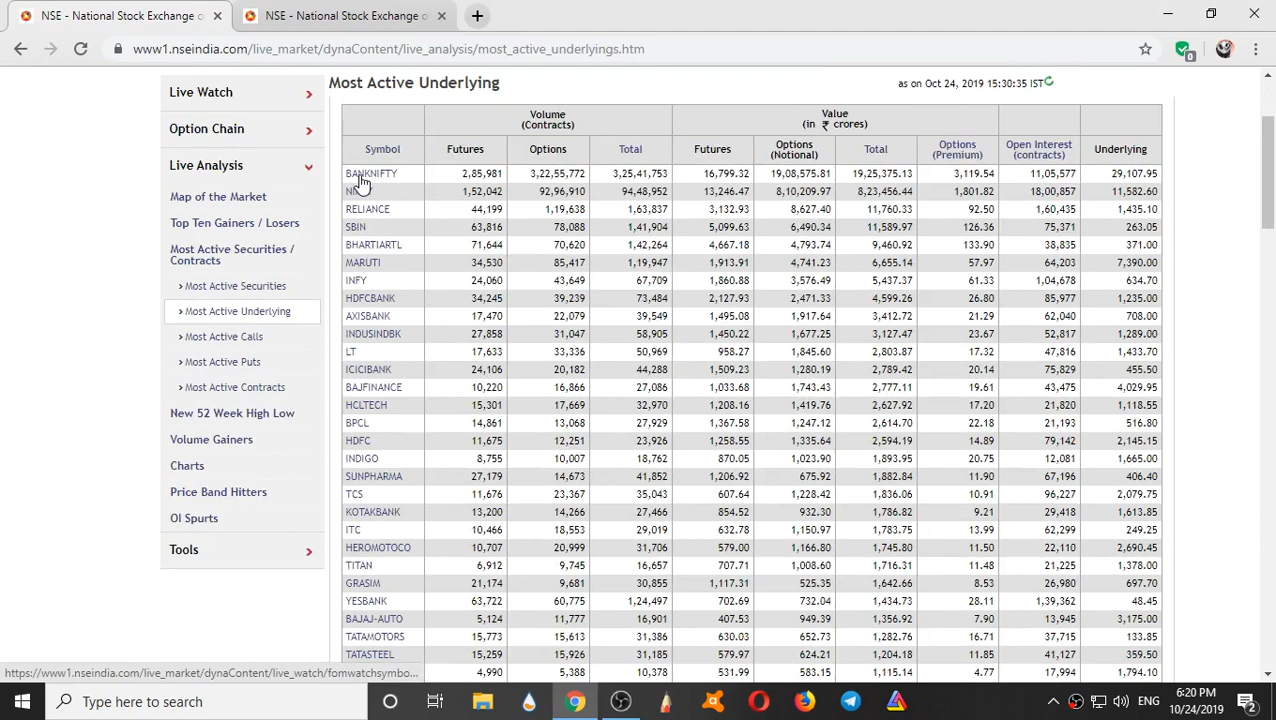 NSE - National Stock Exchange o
NSE - National Stock Exchange of
www1.nseindia.com/live_market/dynaContent/live_analysis/most_active_underlyings.htm
0
Live Watch
Option Chain
Live Analysis
Map of the Market
Top Ten Gainers / Losers
Most Active Securities /
Contracts
Most Active Securities
Most Active Underlying
Most Active Calls
Most Active Puts
Most Active Contracts
New 52 Week High Low
Volume Gainers
Charts
Price Band Hitters
OI Spurts
Tools
Most Active Underlying
as on Oct 24, 2019 15:30:35 IST
Volume (Contracts) Value (in ₹ crores)
Symbol Futures Options Total Futures Options (Notional) Total Options (Premium) Open Interest (contracts) Underlying
BANKNIFTY 2,85,981 3,22,55,772 3,25,41,753 16,799.32 19,08,575.81 19,25,375.13 3,119.54 11,05,577 29,107.95
1,52,042 92,96,910 94,48,952 13,246.47 8,10,209.97 8,23,456.44 1,801.82 18,00,857 11,582.60
RELIANCE 44,199 1,19,638 1,63,837 3,132.93 8,627.40 11,760.33 92.50 1,60,435 1,435.10
SBIN 63,816 78,088 1,41,904 5,099.63 6,490.34 11,589.97 126.36 75,371 263.05
BHARTIARTL 71,644 70,620 1,42,264 4,667.18 4,793.74 9,460.92 133.90 38,835 371.00
MARUTI 34,530 85,417 1,19,947 1,913.91 4,741.23 6,655.14 57.97 64,203 7,390.00
INFY 24,060 43,649 67,709 1,860.88 3,576.49 5,437.37 61.33 1,04,678 634.70
HDFCBANK 34,245 39,239 73,484 2,127.93 2,471.33 4,599.26 26.80 85,977 1,235.00
AXISBANK 17,470 22,079 39,549 1,495.08 1,917.64 3,412.72 21.29 62,040 708.00
INDUSINDBK 27,858 31,047 58,905 1,450.22 1,677.25 3,127.47 23.67 52,817 1,289.00
LT 17,633 33,336 50,969 958.27 1,845.60 2,803.87 17.32 47,816 1,433.70
ICICIBANK 24,106 20,182 44,288 1,509.23 1,280.19 2,789.42 20.14 75,829 455.50
BAJFINANCE 10,220 16,866 27,086 1,033.68 1,743.43 2,777.11 19.61 43,475 4,029.95
HCLTECH 15,301 17,669 32,970 1,208.16 1,419.76 2,627.92 17.20 21,820 1,118.55
BPCL 14,861 13,068 27,929 1,367.58 1,247.12 2,614.70 22.18 21,193 516.80
HDFC 11,675 12,251 23,926 1,258.55 1,335.64 2,594.19 14.89 79,142 2,145.15
INDIGO 8,755 10,007 18,762 870.05 1,023.90 1,893.95 20.75 12,081 1,665.00
SUNPHARMA 27,179 14,673 41,852 1,206.92 675.92 1,882.84 11.90 67,196 406.40
TCS 11,676 23,367 35,043 607.64 1,228.42 1,836.06 10.91 96,227 2,079.75
KOTAKBANK 13,200 14,266 27,466 854.52 932.30 1,786.82 9.21 29,418 1,613.85
ITC 10,466 18,553 29,019 632.78 1,150.97 1,783.75 13.99 62,299 249.25
HEROMOTOCO 10,707 20,999 31,706 579.00 1,166.80 1,745.80 11.50 22,110 2,690.45
TITAN 6,912 9,745 16,657 707.71 1,008.60 1,716.31 11.48 21,225 1,378.00
GRASIM 21,174 9,681 30,855 1,117.31 525.35 1,642.66 8.53 26,980 697.70
YESBANK 63,722 60,775 1,24,497 702.69 732.04 1,434.73 28.11 1,39,362 48.45
BAJAJ-AUTO 5,124 11,777 16,901 407.53 949.39 1,356.92 7.90 13,945 3,175.00
TATAMOTORS 15,773 15,613 31,386 630.03 652.73 1,282.76 16.71 37,715 133.85
TATASTEEL 15,259 15,926 31,185 579.97 624.21 1,204.18 11.85 41,127 359.50
4,990 5,388 10,378 531.99 583.15 1,115.14 4.77 17,994 1,794.10
https://www1.nseindia.com/live_market/dynaContent/live_watch/fomwatchsymbo...
Type here to search
ENG
6:20 PM
10/24/2019
2